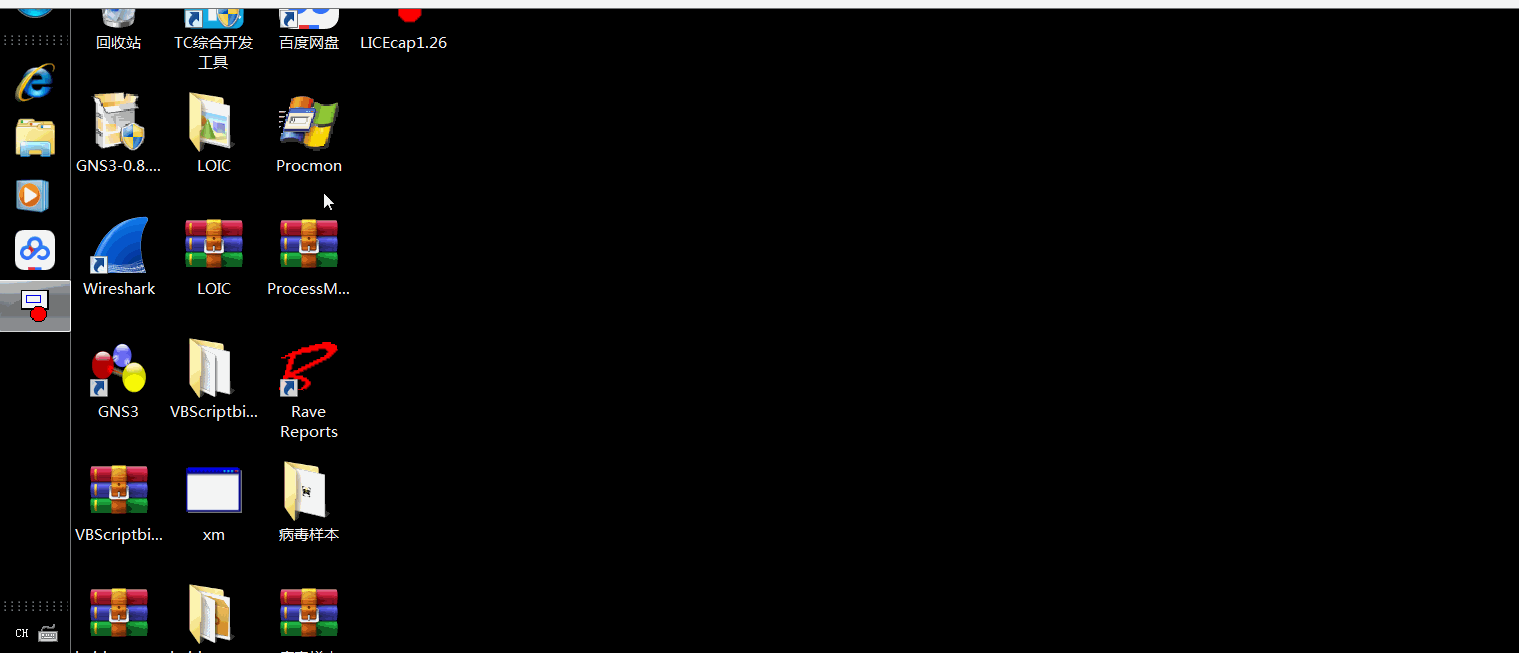 回收站
TC综合开发
工具
百度网盘
LICEcap1.26
GNS3-0.8....
LOIC
Procmon
Wireshark
LOIC
ProcessM...
GNS3
VBScriptbi...
Rave
Reports
VBScriptbi...
xm
病毒样本
CH